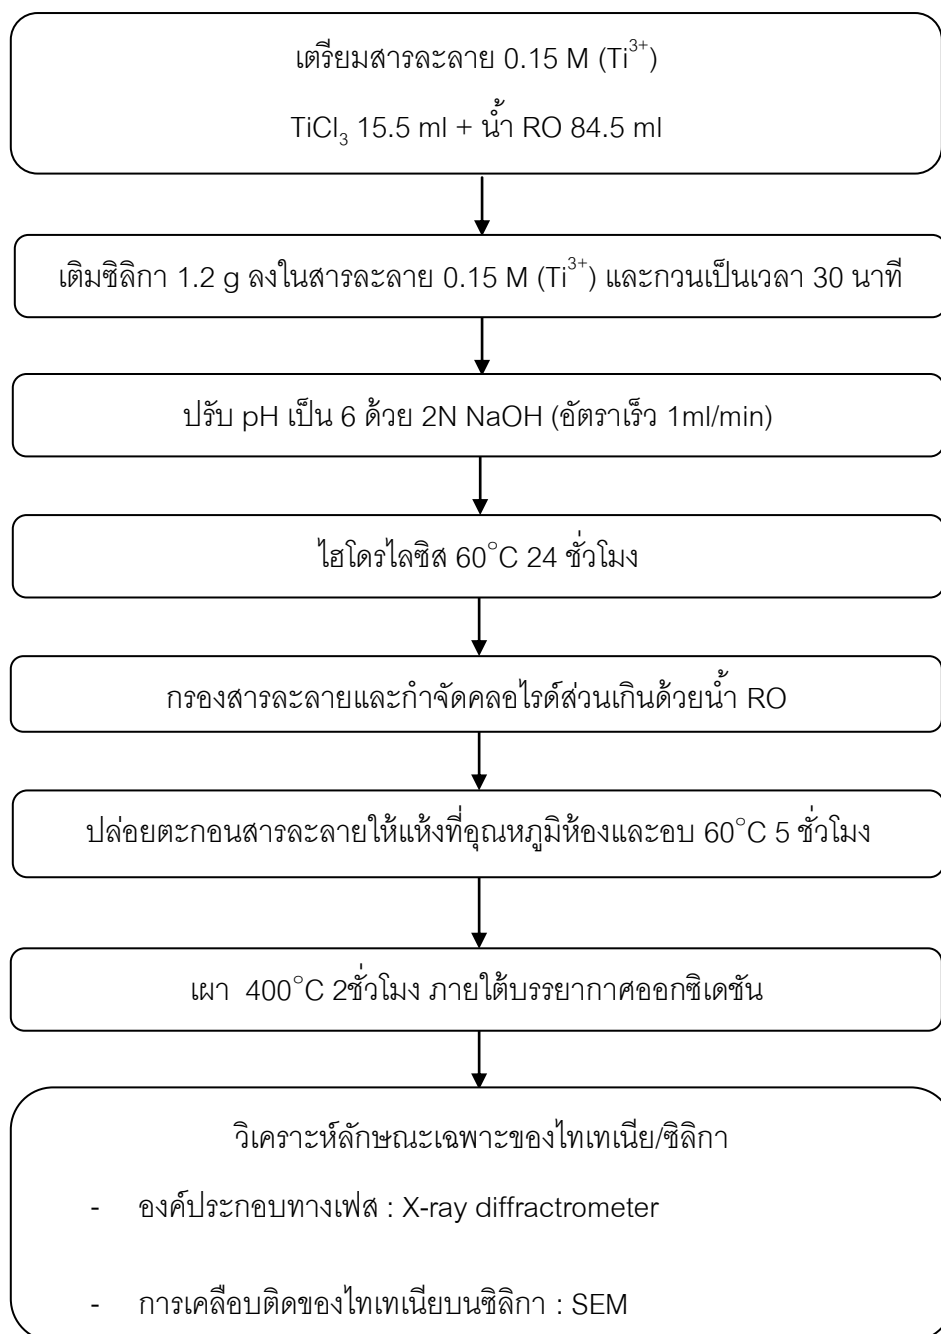 เตรียมสารละลาย 0.15 M (Ti³⁺)
TiCl₃ 15.5 ml + น้ำ RO 84.5 ml
เติมซิลิกา 1.2 g ลงในสารละลาย 0.15 M (Ti³⁺) และกวนเป็นเวลา 30 นาที
ปรับ pH เป็น 6 ด้วย 2N NaOH (อัตราเร็ว 1ml/min)
ไฮโดรไลซิส 60°C 24 ชั่วโมง
กรองสารละลายและกำจัดคลอไรด์ส่วนเกินด้วยน้ำ RO
ปล่อยตะกอนสารละลายให้แห้งที่อุณหภูมิห้องและอบ 60°C 5 ชั่วโมง
เผา 400°C 2ชั่วโมง ภายใต้บรรยากาศออกซิเดชัน
วิเคราะห์ลักษณะเฉพาะของไทเทเนีย/ซิลิกา
- องค์ประกอบทางเฟส : X-ray diffractrometer
- การเคลือบติดของไทเทเนียบนซิลิกา : SEM